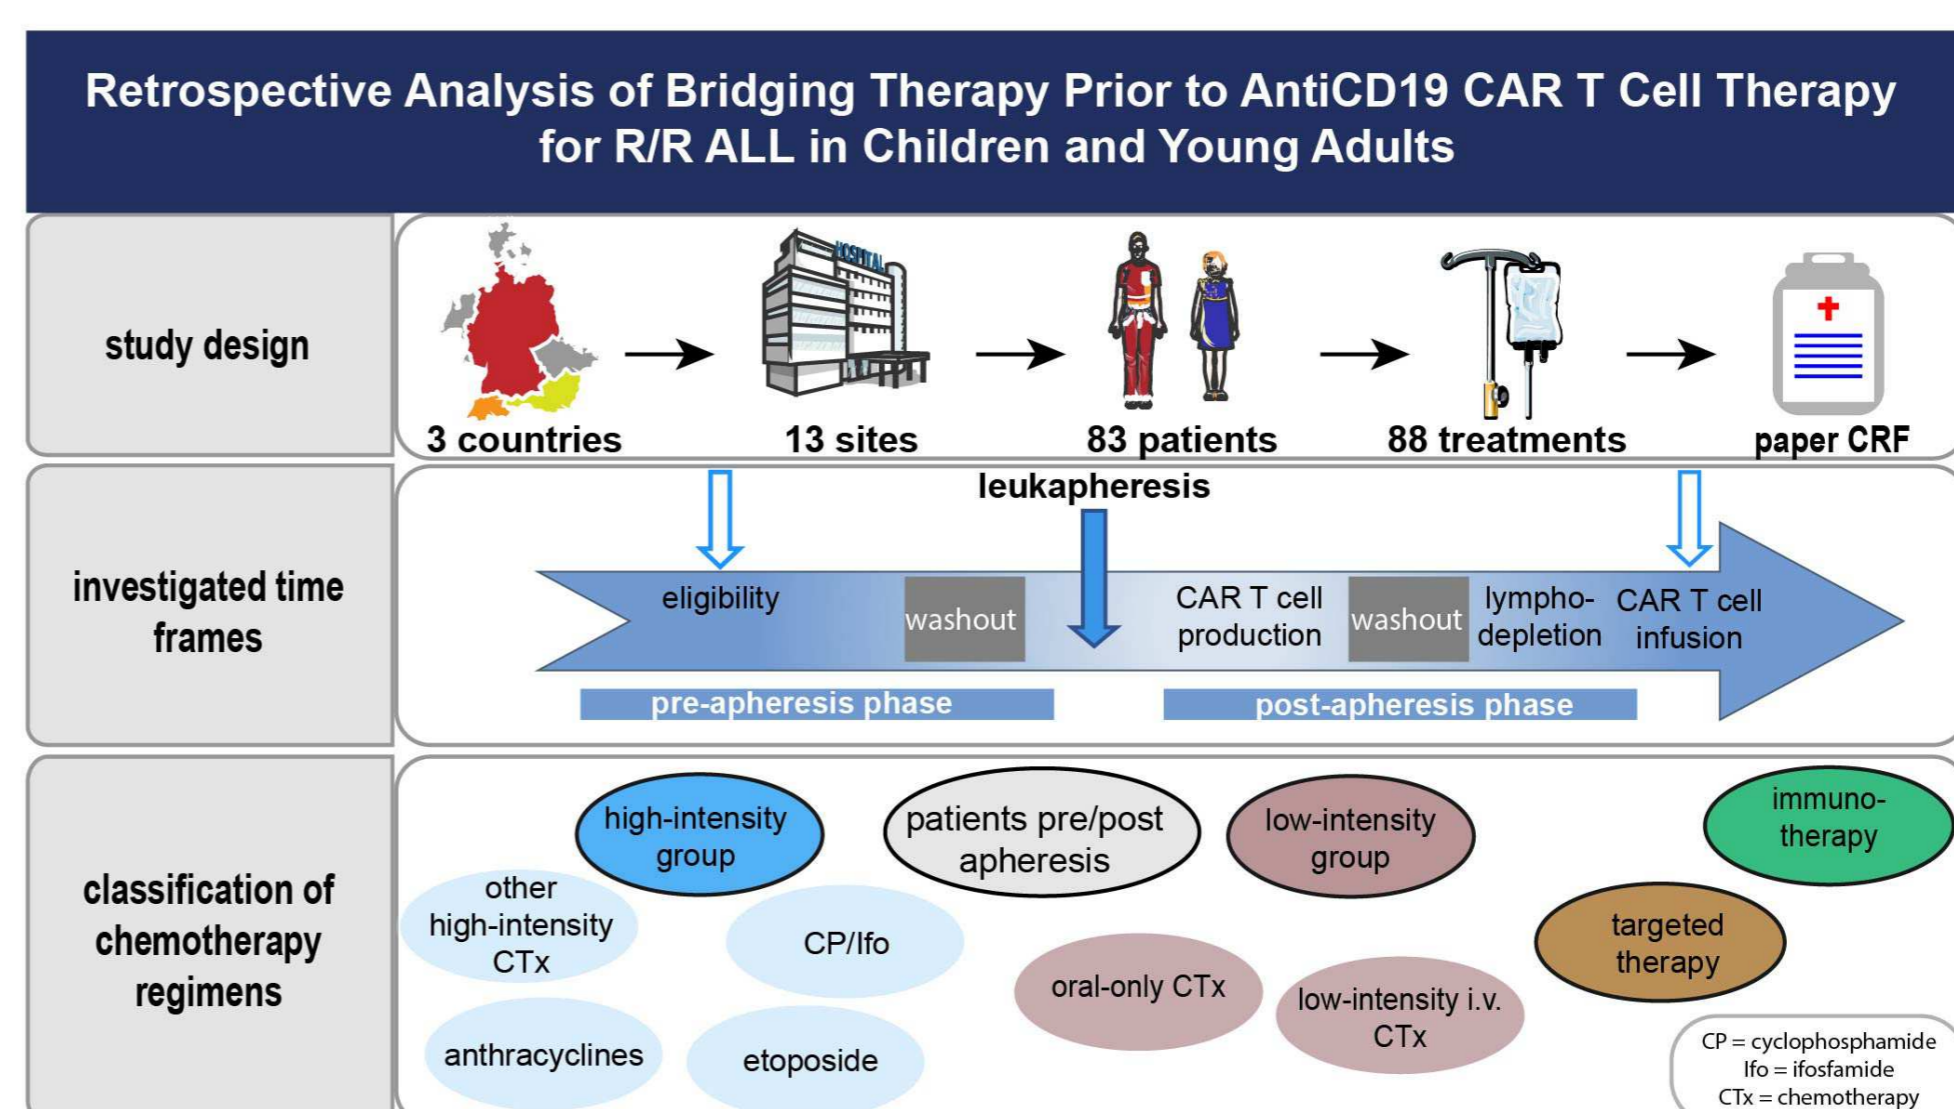 Retrospective Analysis of Bridging Therapy Prior to AntiCD19 CAR T Cell Therapy
for R/R ALL in Children and Young Adults
study design
HOSPITAL
3 countries
13 sites
83 patients
88 treatments
paper CRF
investigated time
frames
leukapheresis
eligibility
washout
CAR T cell
production
washout
lympho-
depletion
CAR T cell
infusion
pre-apheresis phase
post-apheresis phase
classification of
chemotherapy
regimens
high-intensity
group
patients pre/post
apheresis
low-intensity
group
immuno-
therapy
other
high-intensity
CTx
CP/Ifo
oral-only CTx
low-intensity i.v.
CTx
targeted
therapy
anthracyclines
etoposide
CP = cyclophosphamide
Ifo = ifosfamide
CTx = chemotherapy